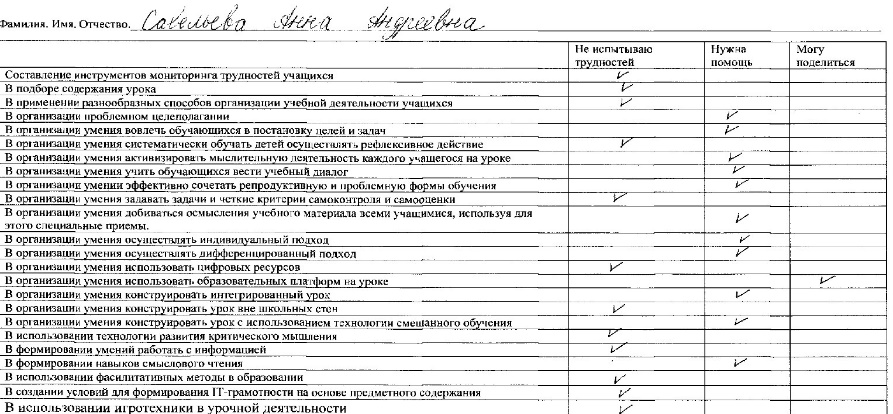 Фамилия. Имя. Отчество. Савельева Анна Андреевна
Не испытываю трудностей | Нужна помощь | Могу поделиться
Составление инструментов мониторинга трудностей учащихся ✓
В подборе содержания урока ✓
В применении разнообразных способов организации учебной деятельности учащихся ✓
В организации проблемном целеполагании ✓
В организации умения вовлечь обучающихся в постановку целей и задач ✓
В организации умения систематически обучать детей осуществлять рефлексивное действие ✓
В организации умения активизировать мыслительную деятельность каждого учащегося на уроке ✓
В организации умения учить обучающихся вести учебный диалог ✓
В организации умении эффективно сочетать репродуктивную и проблемную формы обучения ✓
В организации умения задавать задачи и четкие критерии самоконтроля и самооценки ✓
В организации умения добиваться осмысления учебного материала всеми учащимися, используя для
этого специальные приемы. ✓
В организации умения осуществлять индивидуальный подход ✓
В организации умения осуществлять дифференцированный подход ✓
В организации умения использовать цифровых ресурсов ✓
В организации умения использовать образовательных платформ на уроке ✓
В организации умения конструировать интегрированный урок ✓
В организации умения конструировать урок вне школьных стен ✓
В организации умения конструировать урок с использованием технологии смешанного обучения ✓
В использовании технологии развития критического мышления ✓
В формировании умений работать с информацией ✓
В формировании навыков смыслового чтения ✓
В использовании фасилитативных методы в образовании ✓
В создании условий для формирования IT-грамотности на основе предметного содержания ✓
В использовании игротехники в урочной деятельности ✓